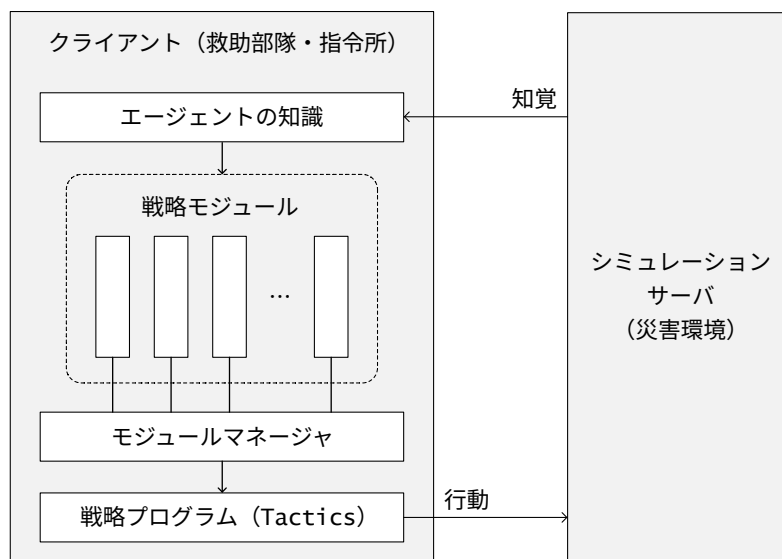 クライアント（救助部隊・指令所）
エージェントの知識
知覚
戦略モジュール
…
シミュレーション
サーバ
（災害環境）
モジュールマネージャ
戦略プログラム（Tactics）
行動